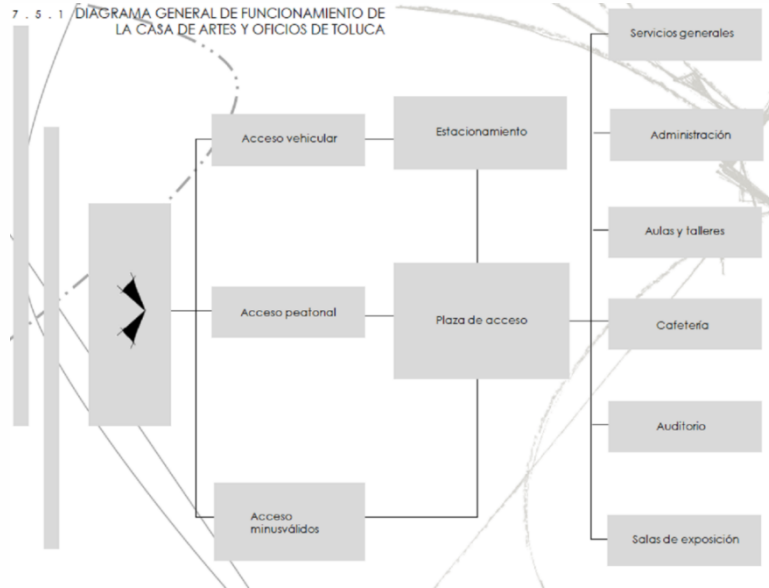 7 . 5 . 1 DIAGRAMA GENERAL DE FUNCIONAMIENTO DE
LA CASA DE ARTES Y OFICIOS DE TOLUCA
Servicios generales
Acceso vehicular
Estacionamiento
Administración
Aulas y talleres
Acceso peatonal
Plaza de acceso
Cafetería
Auditorio
Acceso
minusválidos
Salas de exposición